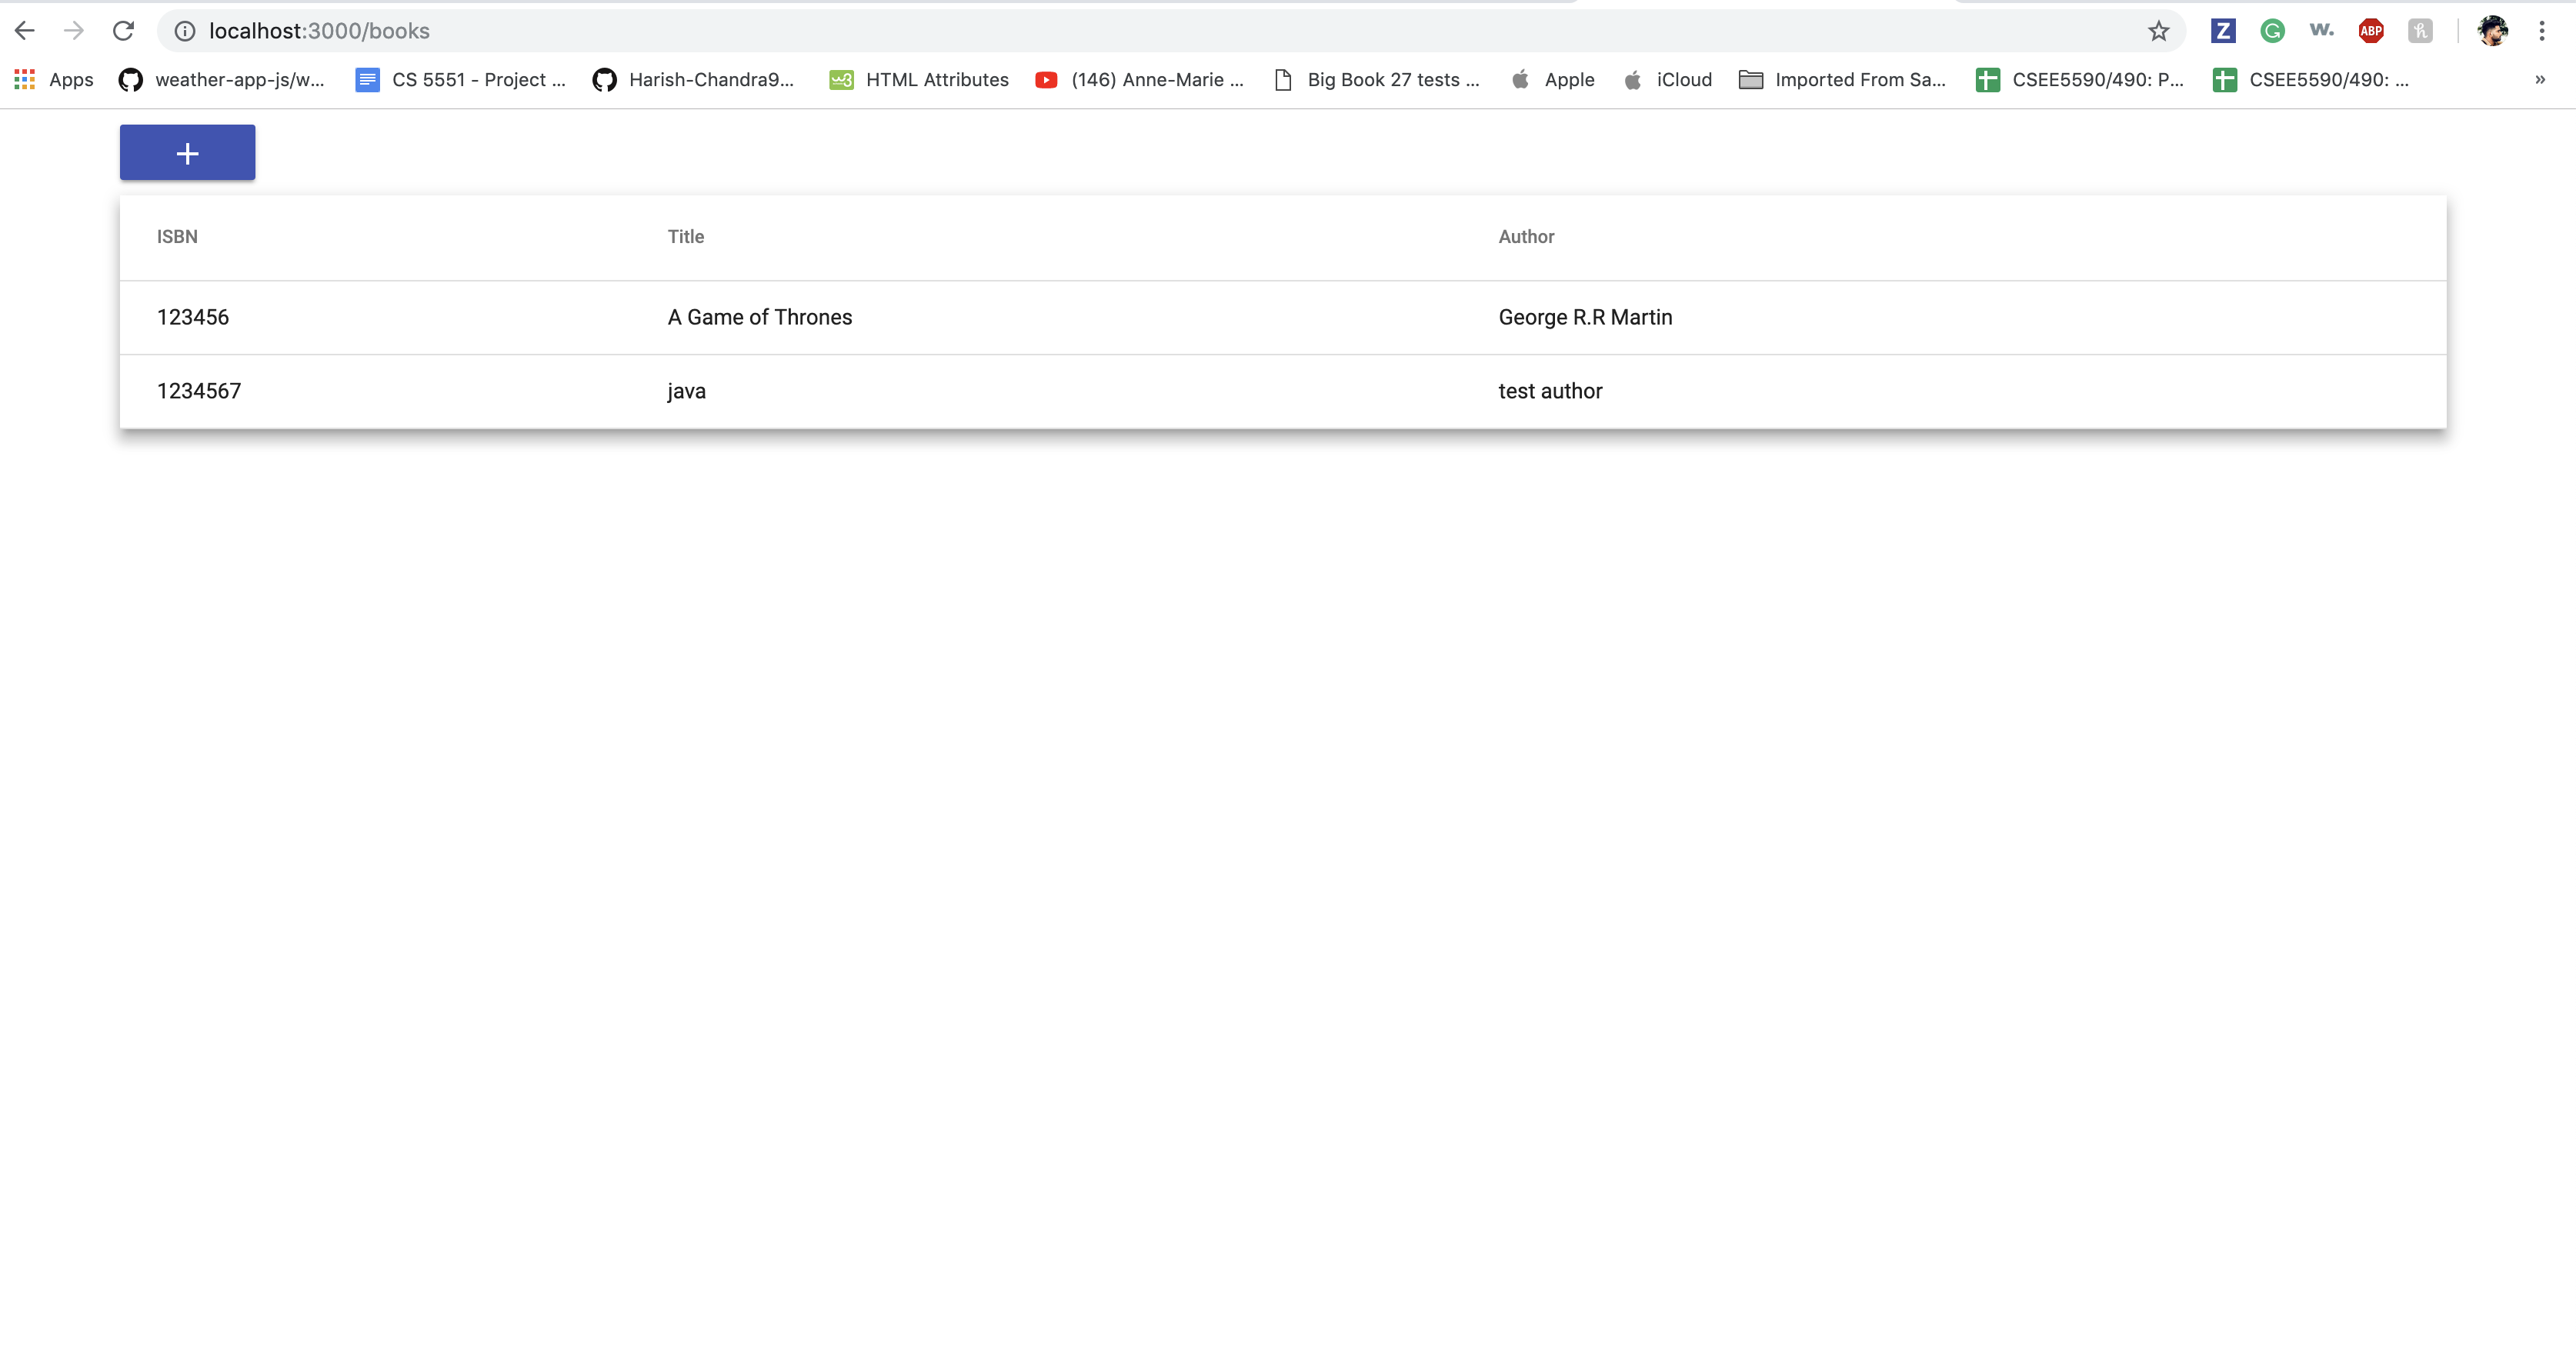 localhost:3000/books
Z G w. ABP h
Apps weather-app-js/w... CS 5551 - Project ... Harish-Chandra9... w3 HTML Attributes (146) Anne-Marie ... Big Book 27 tests ... Apple iCloud Imported From Sa... CSEE5590/490: P... CSEE5590/490: ... »
+
ISBN Title Author
123456 A Game of Thrones George R.R Martin
1234567 java test author